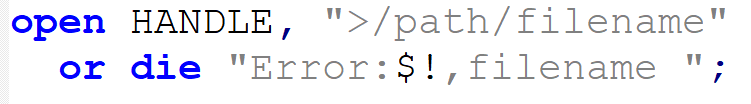 open HANDLE, ">/path/filename"
  or die "Error:$!,filename ";